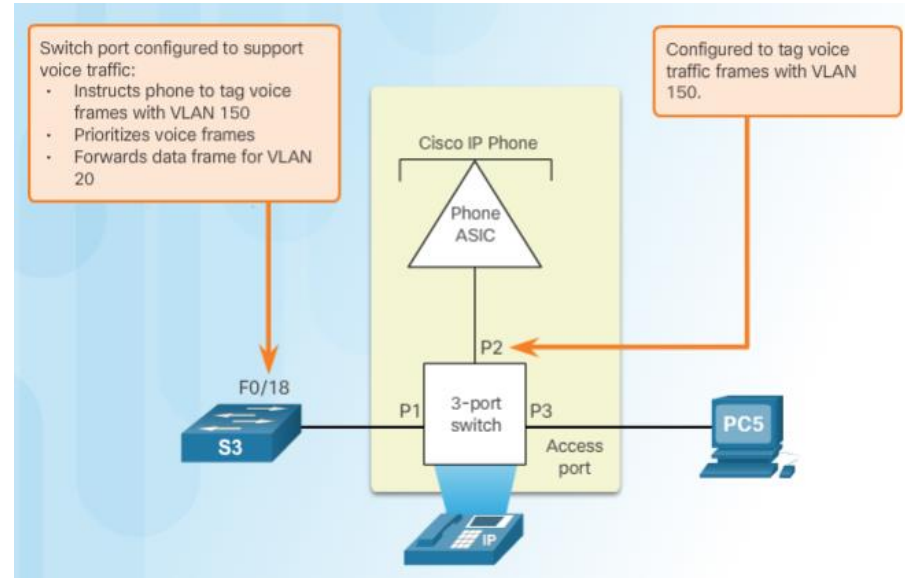 Switch port configured to support
voice traffic:
• Instructs phone to tag voice
frames with VLAN 150
• Prioritizes voice frames
• Forwards data frame for VLAN
20
Configured to tag voice
traffic frames with VLAN
150.
Cisco IP Phone
Phone
ASIC
P2
F0/18
P1
3-port
switch
P3
S3
Access
port
PC5
IP